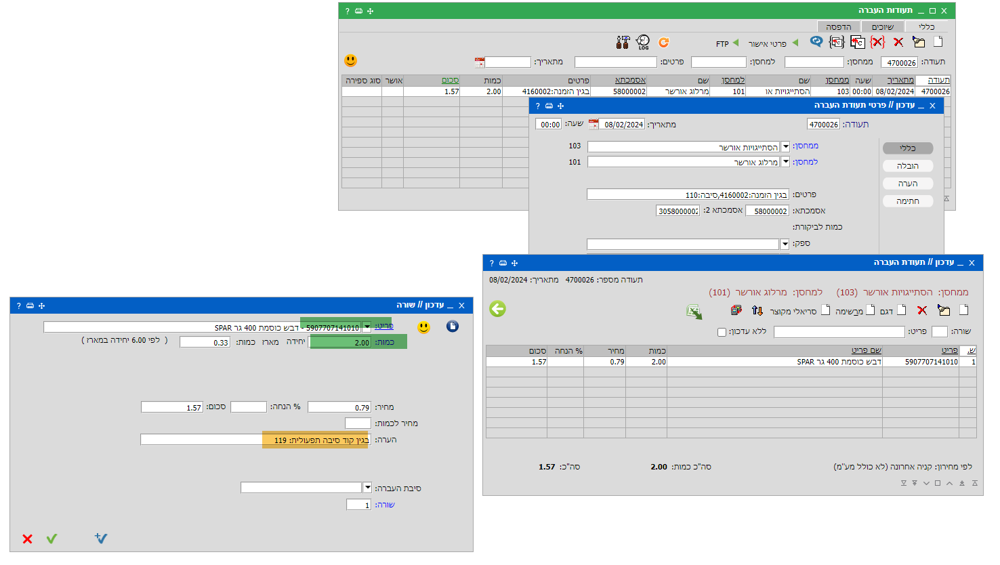 תעודות העברה
כללי שיוכים הדפסה
פרטי אישור FTP LOG
תעודה: 4700026 ממחסן: למחסן: פרטים: מתאריך:
תעודה מתאריך שעה ממחסן שם למחסן שם אסמכתא פרטים כמות סכום אושר סוג ספירה
4700026 08/02/2024 00:00 103 הסתייגויות או 101 מרלוג אורשר 58000002 בגין הזמנה:4160002 2.00 1.57
עדכון // פרטי תעודת העברה
תעודה: 4700026 מתאריך: 08/02/2024 שעה: 00:00
כללי
הובלה
הערה
חתימה
ממחסן: הסתייגויות אורשר 103
למחסן: מרלוג אורשר 101
פרטים: בגין הזמנה:4160002,סיבה:110
אסמכתא: 58000002 אסמכתא 2: 3058000002
כמות לביקורת:
ספק:
עדכון // תעודת העברה
תעודה מספר: 4700026 מתאריך: 08/02/2024
ממחסן: הסתייגויות אורשר (103) למחסן: מרלוג אורשר (101)
דגם מרשימה סריאלי מקוצר
שורה: פריט: ללא עדכון:
ש. פריט שם פריט כמות מחיר % הנחה סכום
1 5907707141010 דבש כוסמת 400 גר SPAR 2.00 0.79 1.57
לפי מחירון: קניה אחרונה (לא כולל מע"מ) סה"כ כמות: 2.00 סה"כ: 1.57
עדכון // שורה
פריט: 5907707141010 - דבש כוסמת 400 גר SPAR
כמות: 2.00 יחידה מארז כמות: 0.33 ( לפי 6.00 יחידה במארז )
מחיר: 0.79 % הנחה: סכום: 1.57
מחיר לכמות:
הערה: בגין קוד סיבה תפעולית: 119
סיבת העברה:
שורה: 1